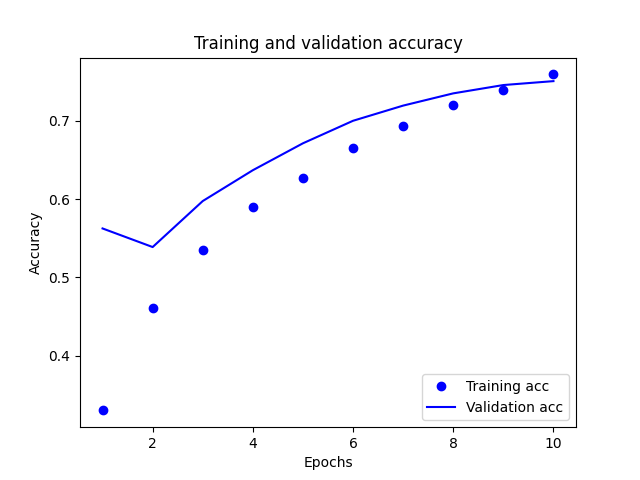 Training and validation accuracy
Accuracy
0.7
0.6
0.5
0.4
Training acc
Validation acc
2 4 6 8 10
Epochs